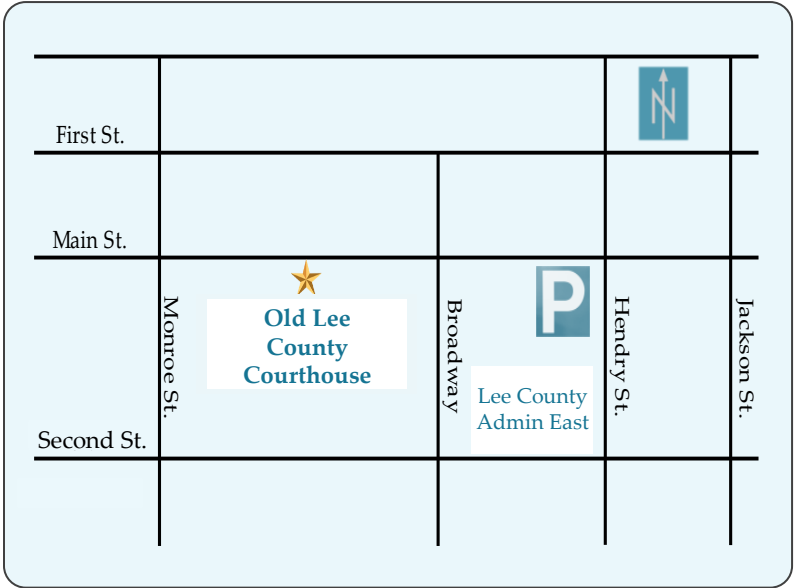 N
First St.
Main St.
P
Monroe St.
Old Lee
County
Courthouse
Broadway
Hendry St.
Jackson St.
Lee County
Admin East
Second St.